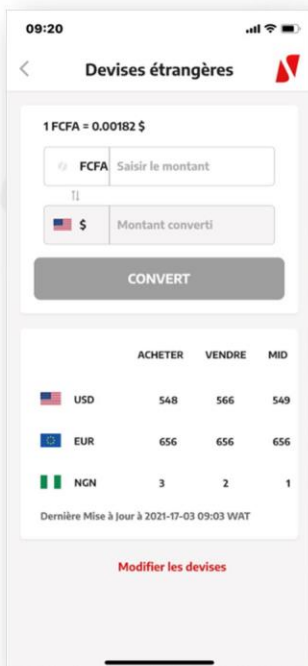 09:20
Devises étrangères
1 FCFA = 0.00182 $
FCFA Saisir le montant
$ Montant converti
CONVERT
ACHETER VENDRE MID
USD 548 566 549
EUR 656 656 656
NGN 3 2 1
Dernière Mise à Jour à 2021-17-03 09:03 WAT
Modifier les devises